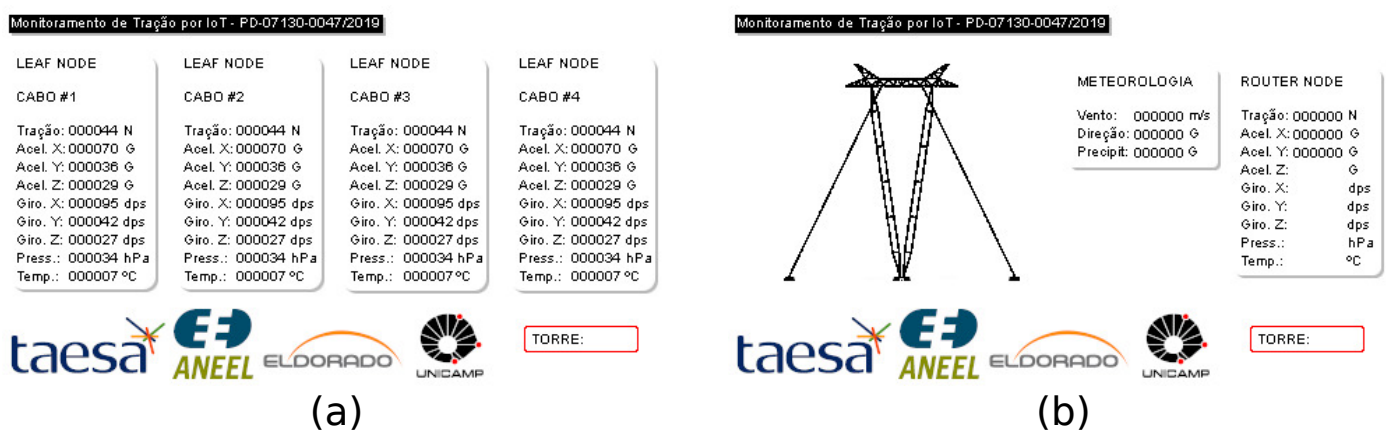 Monitoramento de Tração por IoT - PD-07130-0047/2019
LEAF NODE
CABO #1
Tração: 000044 N
Acel. X: 000070 G
Acel. Y: 000036 G
Acel. Z: 000029 G
Giro. X: 000095 dps
Giro. Y: 000042 dps
Giro. Z: 000027 dps
Press.: 000034 hPa
Temp.: 000007 ºC
LEAF NODE
CABO #2
Tração: 000044 N
Acel. X: 000070 G
Acel. Y: 000036 G
Acel. Z: 000029 G
Giro. X: 000095 dps
Giro. Y: 000042 dps
Giro. Z: 000027 dps
Press.: 000034 hPa
Temp.: 000007 ºC
LEAF NODE
CABO #3
Tração: 000044 N
Acel. X: 000070 G
Acel. Y: 000036 G
Acel. Z: 000029 G
Giro. X: 000095 dps
Giro. Y: 000042 dps
Giro. Z: 000027 dps
Press.: 000034 hPa
Temp.: 000007 ºC
LEAF NODE
CABO #4
Tração: 000044 N
Acel. X: 000070 G
Acel. Y: 000036 G
Acel. Z: 000029 G
Giro. X: 000095 dps
Giro. Y: 000042 dps
Giro. Z: 000027 dps
Press.: 000034 hPa
Temp.: 000007 ºC
taesa
ANEEL
ELDORADO
UNICAMP
TORRE:
(a)
Monitoramento de Tração por IoT - PD-07130-0047/2019
METEOROLOGIA
Vento: 000000 m/s
Direção: 000000 G
Precipit: 000000 G
ROUTER NODE
Tração: 000000 N
Acel. X: 000000 G
Acel. Y: 000000 G
Acel. Z: G
Giro. X: dps
Giro. Y: dps
Giro. Z: dps
Press.: hPa
Temp.: ºC
taesa
ANEEL
ELDORADO
UNICAMP
TORRE:
(b)